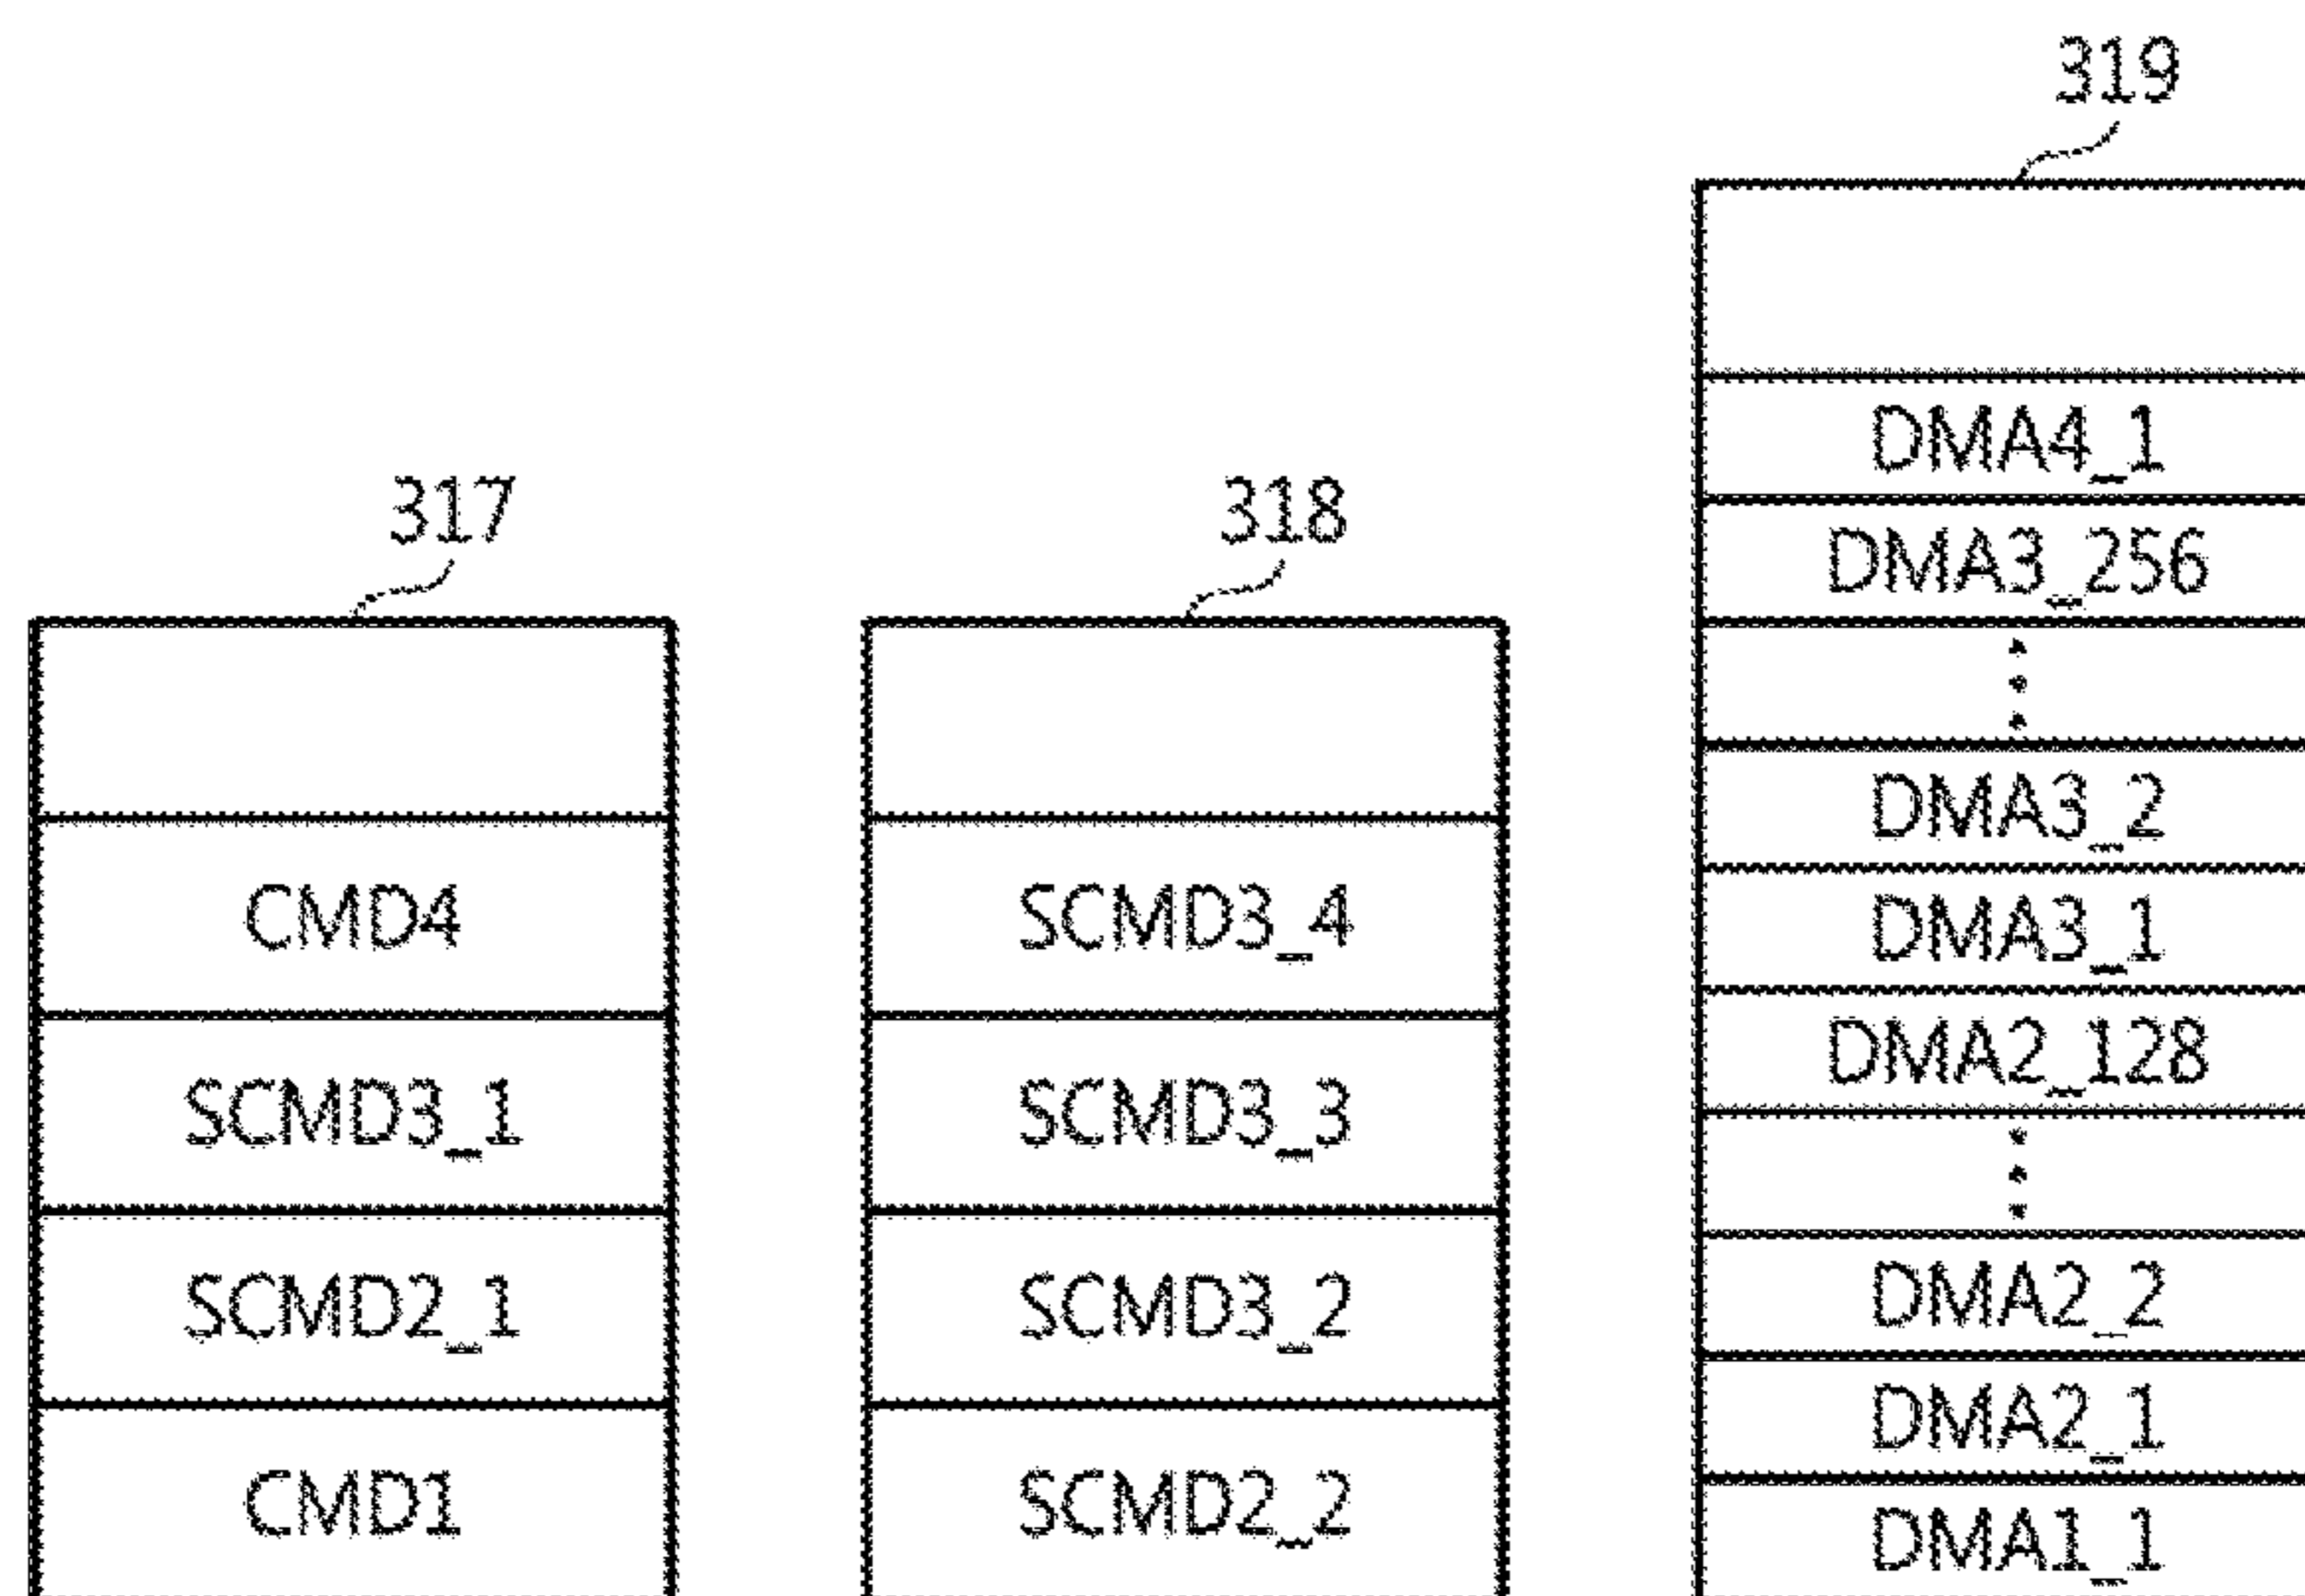 317
CMD4
SCMD3_1
SCMD2_1
CMD1
318
SCMD3_4
SCMD3_3
SCMD3_2
SCMD2_2
319
DMA4_1
DMA3_256
DMA3_2
DMA3_1
DMA2_128
DMA2_2
DMA2_1
DMA1_1